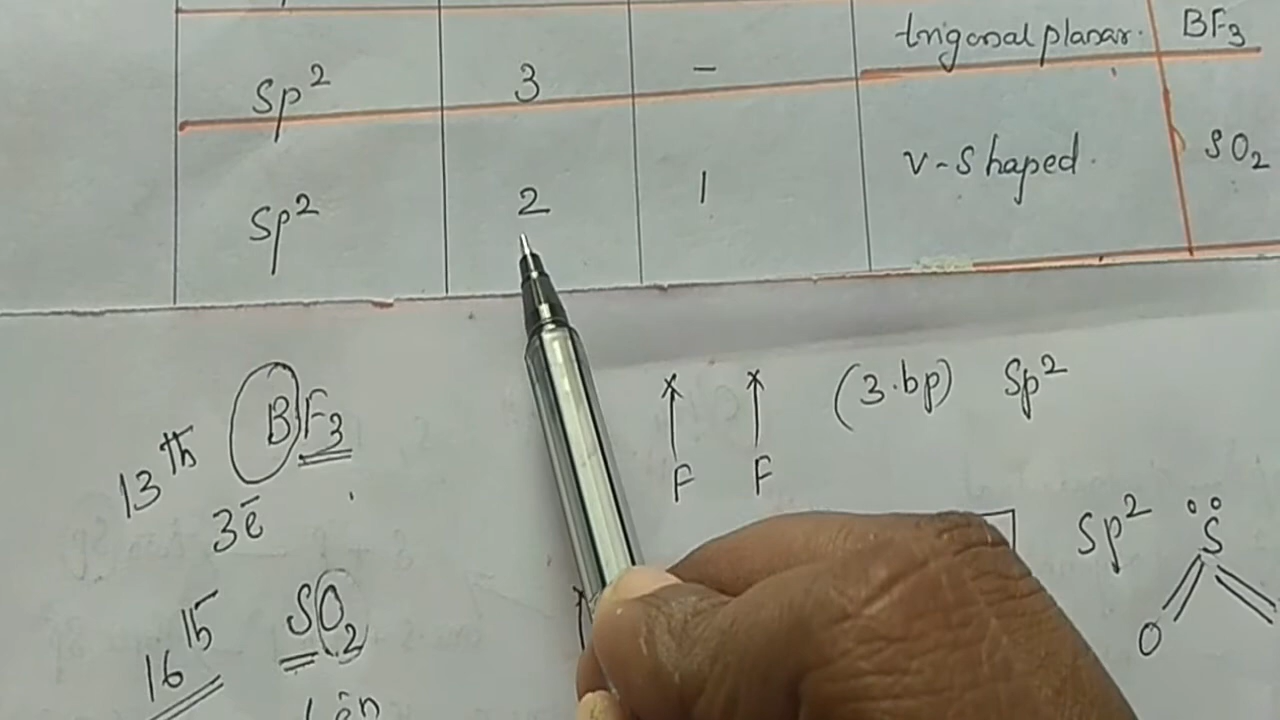 Sp² 3 – trigonal planar. BF₃
Sp² 2 1 V-Shaped. SO₂
13ᵗʰ BF₃
3ē
F F (3.bp) Sp²
16ᵗʰ SO₂
Sp² S
O